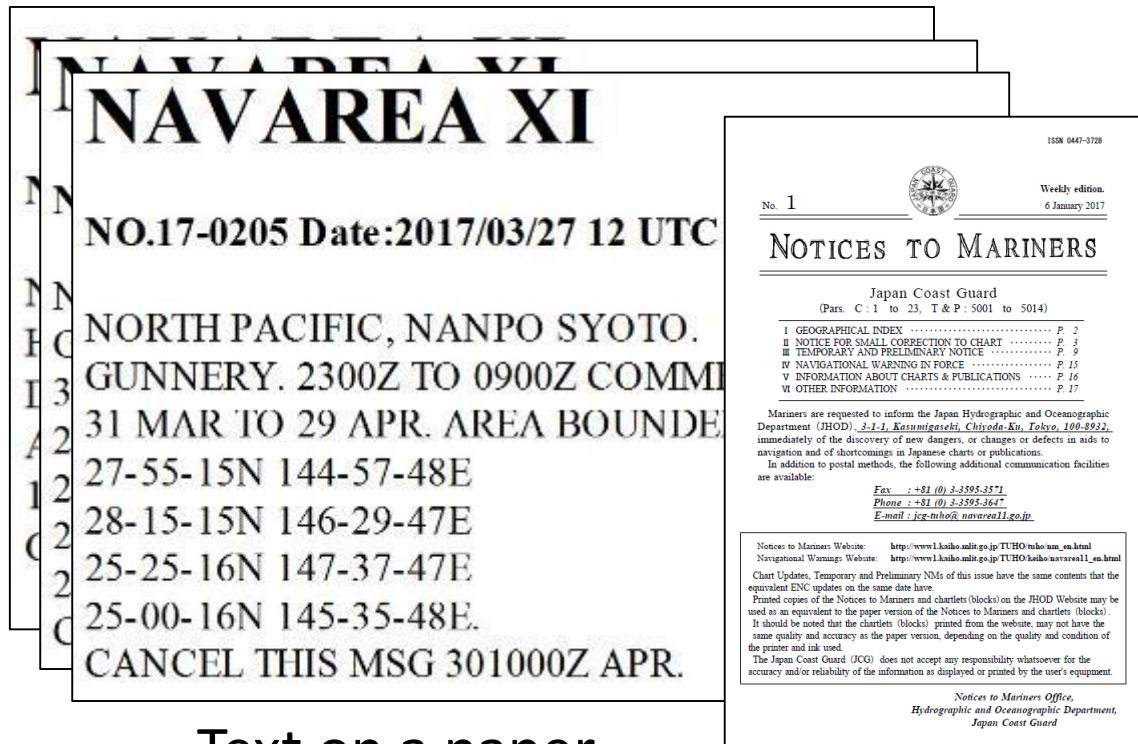 NAVAREA XI
NO.17-0205 Date:2017/03/27 12 UTC
NORTH PACIFIC, NANPO SYOTO.
GUNNERY. 2300Z TO 0900Z
31 MAR TO 29 APR. AREA
27-55-15N 144-57-48E
28-15-15N 146-29-47E
25-25-16N 147-37-47E
25-00-16N 145-35-48E.
CANCEL THIS MSG 301000Z APR.
ISSN 0447-3728
JAPAN COAST GUARD
No. 1
Weekly edition.
6 January 2017
NOTICES TO MARINERS
Japan Coast Guard
(Pars. C : 1 to 23, T & P : 5001 to 5014)
I GEOGRAPHICAL INDEX ······························ P. 2
II NOTICE FOR SMALL CORRECTION TO CHART ········· P. 3
III TEMPORARY AND PRELIMINARY NOTICE ············· P. 9
IV NAVIGATIONAL WARNING IN FORCE ················ P. 15
V INFORMATION ABOUT CHARTS & PUBLICATIONS ····· P. 16
VI OTHER INFORMATION ······························· P. 17
Mariners are requested to inform the Japan Hydrographic and Oceanographic
Department (JHOD), 3-1-1, Kasumigaseki, Chiyoda-Ku, Tokyo, 100-8932,
immediately of the discovery of new dangers, or changes or defects in aids to
navigation and of shortcomings in Japanese charts or publications.
In addition to postal methods, the following additional communication facilities
are available:
Fax : +81 (0) 3-3595-3571
Phone : +81 (0) 3-3595-3647
E-mail : jcg-tuho@ navarea11.go.jp
Notices to Mariners Website: http://www1.kaiho.mlit.go.jp/TUHO/tuho/nm_en.html
Navigational Warnings Website: http://www1.kaiho.mlit.go.jp/TUHO/keiho/navarea11_en.html
Chart Updates, Temporary and Preliminary NMs of this issue have the same contents that the
equivalent ENC updates on the same date have.
Printed copies of the Notices to Mariners and chartlets (blocks) on the JHOD Website may be
used as an equivalent to the paper version of the Notices to Mariners and chartlets (blocks).
It should be noted that the chartlets (blocks) printed from the website, may not have the
same quality and accuracy as the paper version, depending on the quality and condition of
the printer and ink used.
The Japan Coast Guard (JCG) does not accept any responsibility whatsoever for the
accuracy and/or reliability of the information as displayed or printed by the user's equipment.
Notices to Mariners Office,
Hydrographic and Oceanographic Department,
Japan Coast Guard
Text on a paper